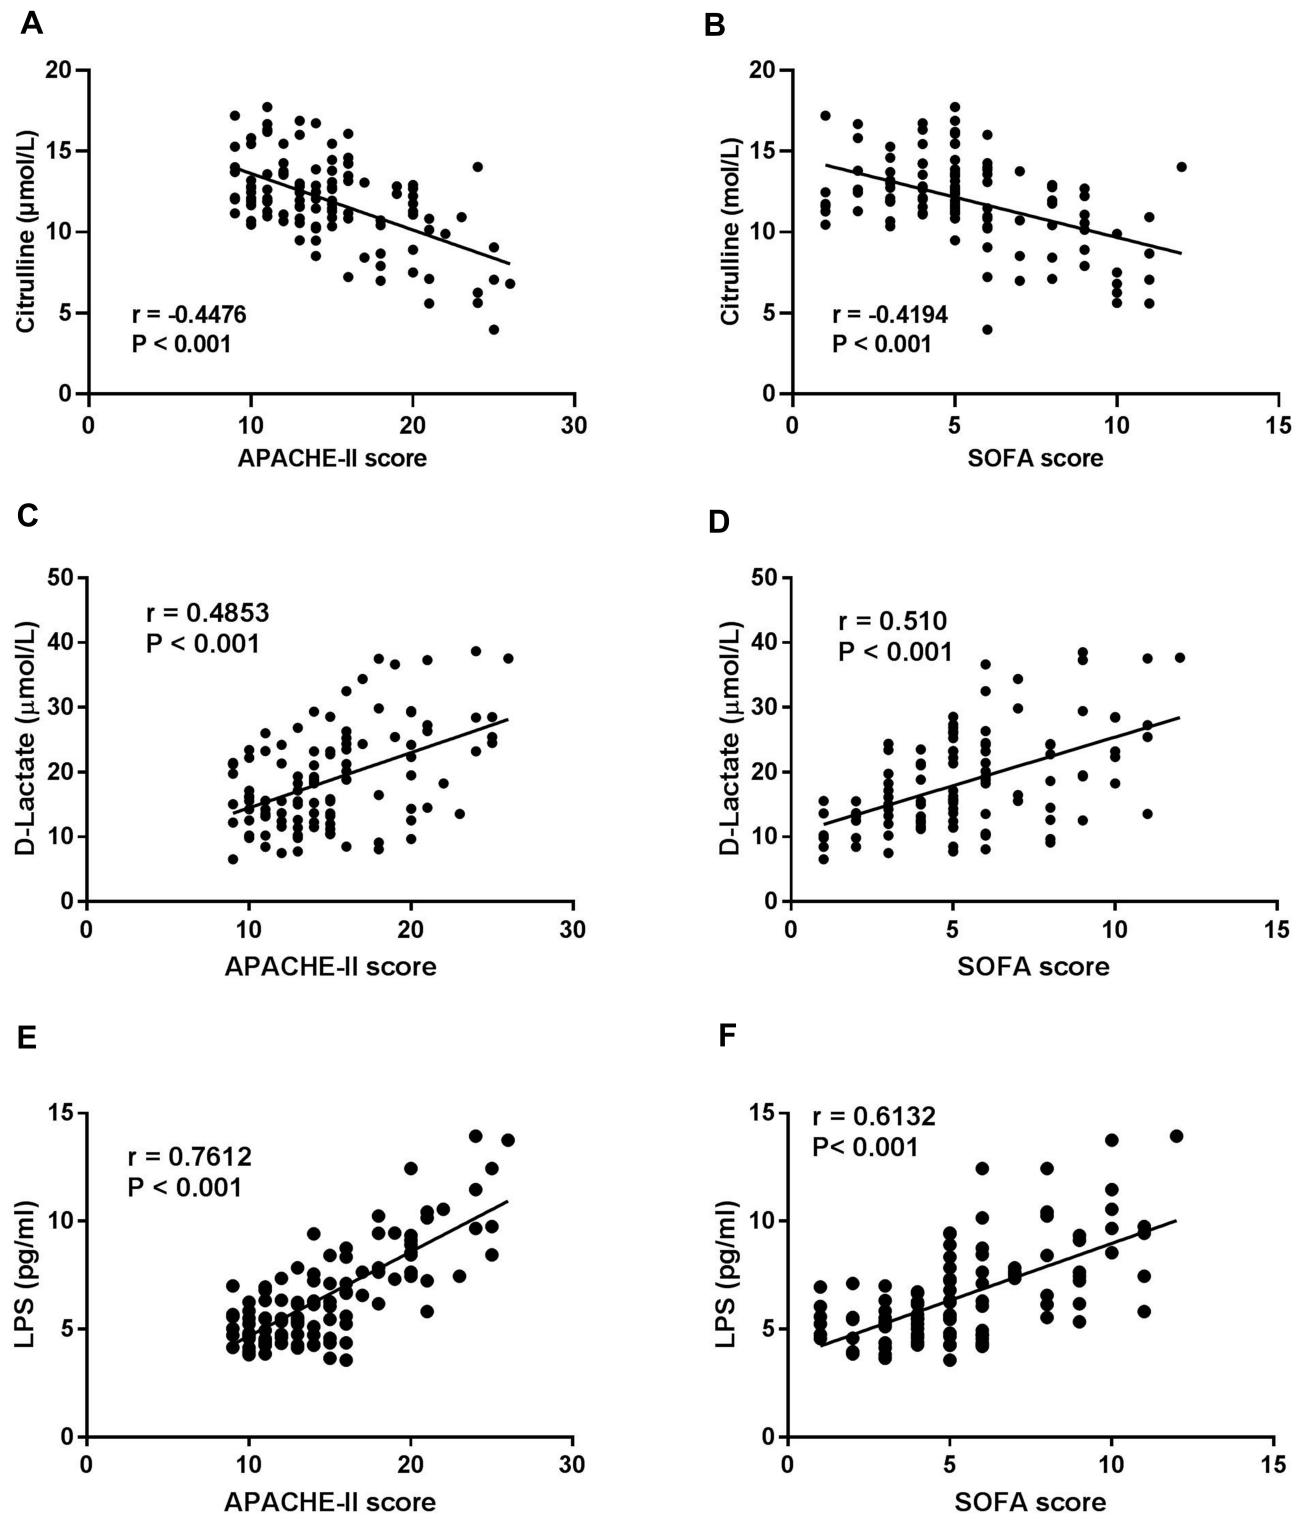 A
20
15
10
5
0
Citrulline (μmol/L)
r = -0.4476
P < 0.001
0 10 20 30
APACHE-II score
B
20
15
10
5
0
Citrulline (mol/L)
r = -0.4194
P < 0.001
0 5 10 15
SOFA score
C
50
40
30
20
10
0
D-Lactate (μmol/L)
r = 0.4853
P < 0.001
0 10 20 30
APACHE-II score
D
50
40
30
20
10
0
D-Lactate (μmol/L)
r = 0.510
P < 0.001
0 5 10 15
SOFA score
E
15
10
5
0
LPS (pg/ml)
r = 0.7612
P < 0.001
0 10 20 30
APACHE-II score
F
15
10
5
0
LPS (pg/ml)
r = 0.6132
P< 0.001
0 5 10 15
SOFA score